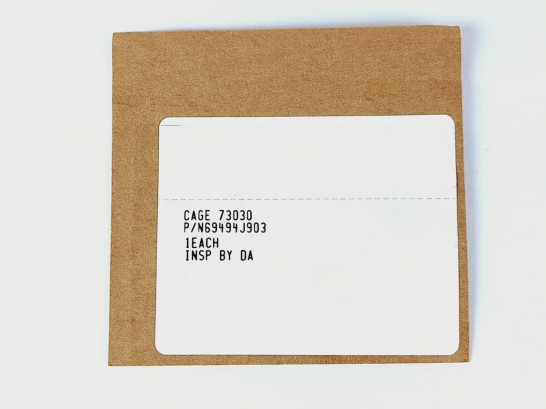 CAGE 73030
P/N69494J903
1EACH
INSP BY DA